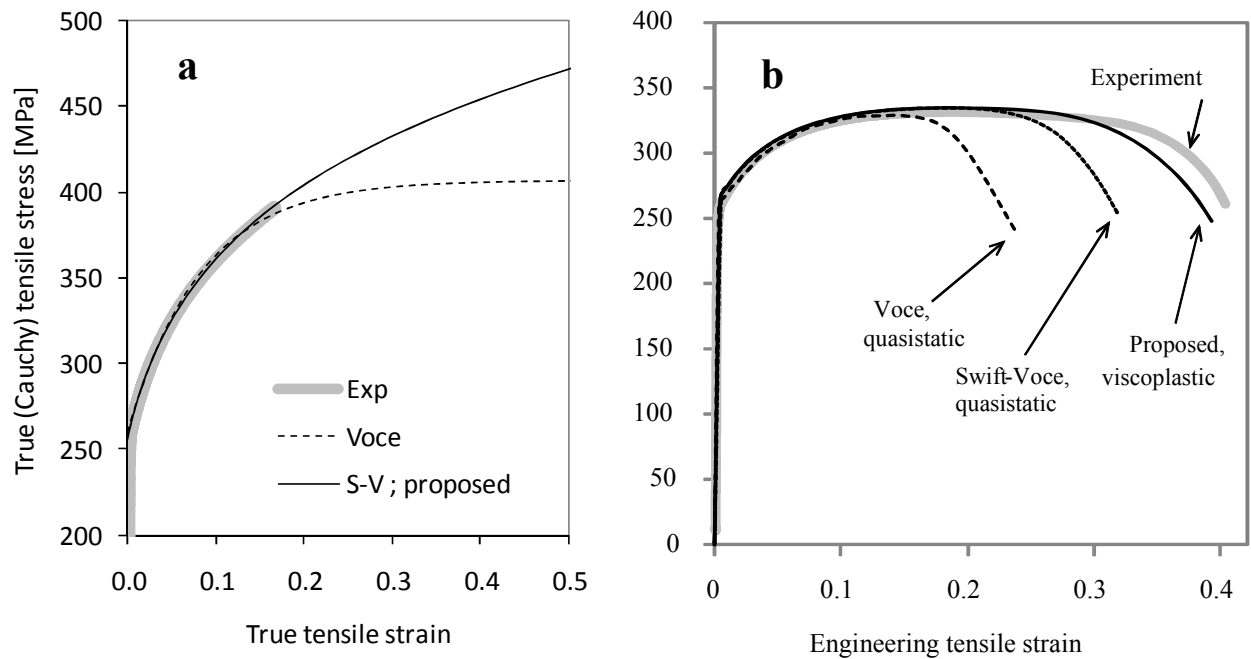 a
500
450
400
350
300
250
200
0.0 0.1 0.2 0.3 0.4 0.5
True (Cauchy) tensile stress [MPa]
True tensile strain
Exp
Voce
S-V ; proposed
b
400
350
300
250
200
150
100
50
0
0 0.1 0.2 0.3 0.4
Engineering tensile strain
Experiment
Voce,
quasistatic
Swift-Voce,
quasistatic
Proposed,
viscoplastic